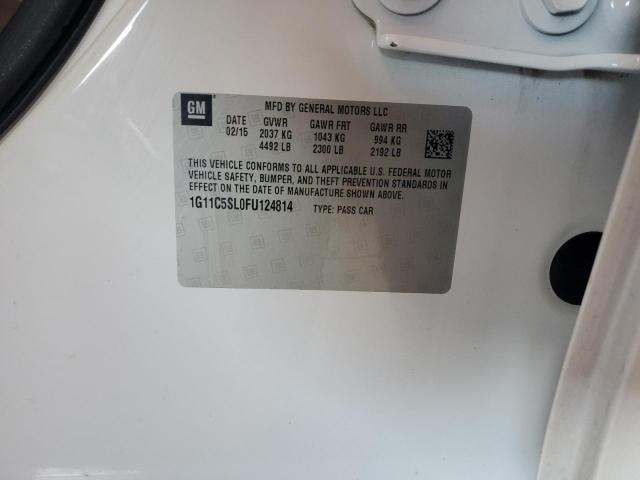 GM MFD BY GENERAL MOTORS LLC
DATE GVWR GAWR FRT GAWR RR
02/15 2037 KG 1043 KG 994 KG
4492 LB 2300 LB 2192 LB
THIS VEHICLE CONFORMS TO ALL APPLICABLE U.S. FEDERAL MOTOR
VEHICLE SAFETY, BUMPER, AND THEFT PREVENTION STANDARDS IN
EFFECT ON THE DATE OF MANUFACTURE SHOWN ABOVE.
1G11C5SL0FU124814 TYPE: PASS CAR